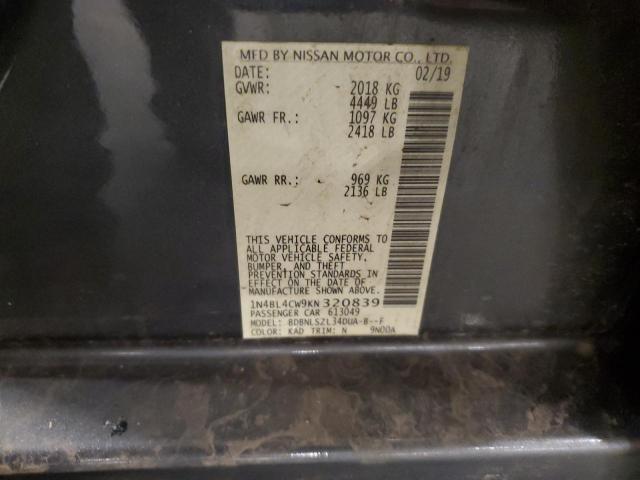 MFD BY NISSAN MOTOR CO., LTD.
DATE: 02/19
GVWR: 2018 KG
4449 LB
GAWR FR.: 1097 KG
2418 LB
GAWR RR.: 969 KG
2136 LB
THIS VEHICLE CONFORMS TO
ALL APPLICABLE FEDERAL
MOTOR VEHICLE SAFETY,
BUMPER, AND THEFT
PREVENTION STANDARDS IN
EFFECT ON THE DATE OF
MANUFACTURE SHOWN ABOVE.
1N4BL4CW9KN320839
PASSENGER CAR 613049
MODEL: BDBNLSZL34DUA-B--F
COLOR: KAD TRIM: N 9N00A